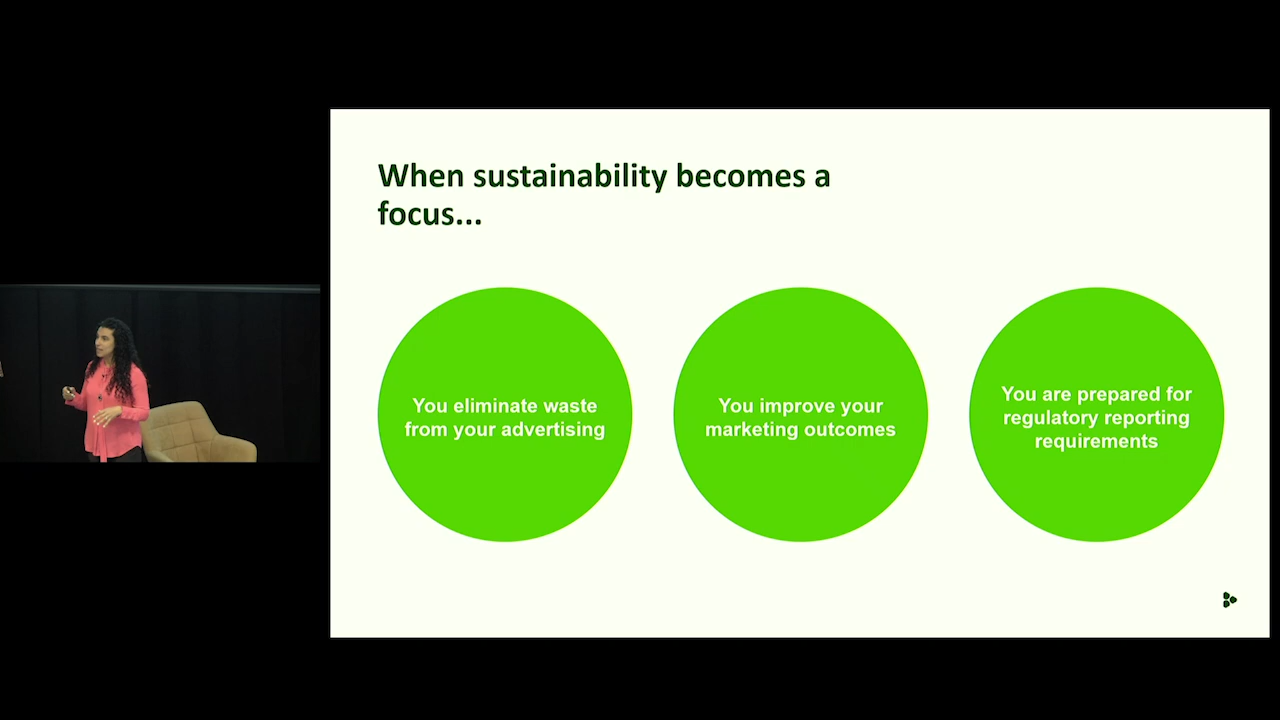 When sustainability becomes a
focus...
You eliminate waste
from your advertising
You improve your
marketing outcomes
You are prepared for
regulatory reporting
requirements